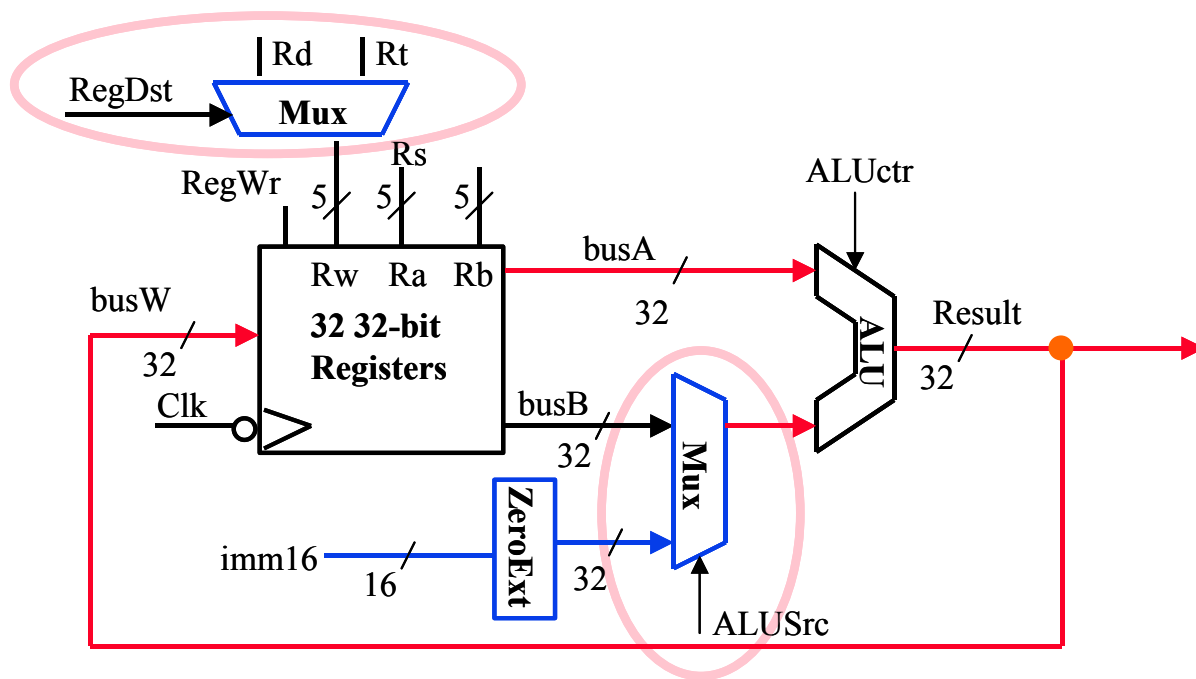 Rd
Rt
RegDst
Mux
Rs
RegWr
5
5
5
ALUctr
busA
32
Rw
Ra
Rb
busW
32
32 32-bit
Registers
ALU
Result
32
Clk
busB
32
Mux
ZeroExt
imm16
16
32
ALUSrc